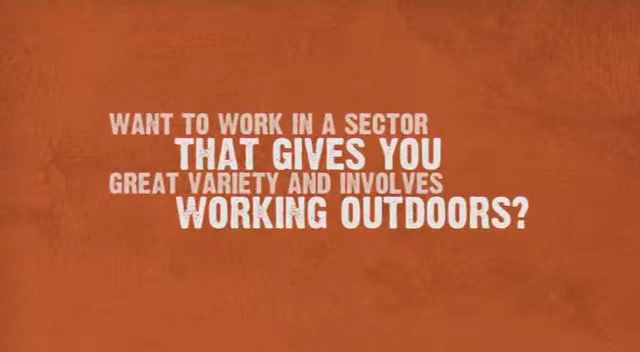 WANT TO WORK IN A SECTOR
THAT GIVES YOU
GREAT VARIETY AND INVOLVES
WORKING OUTDOORS?